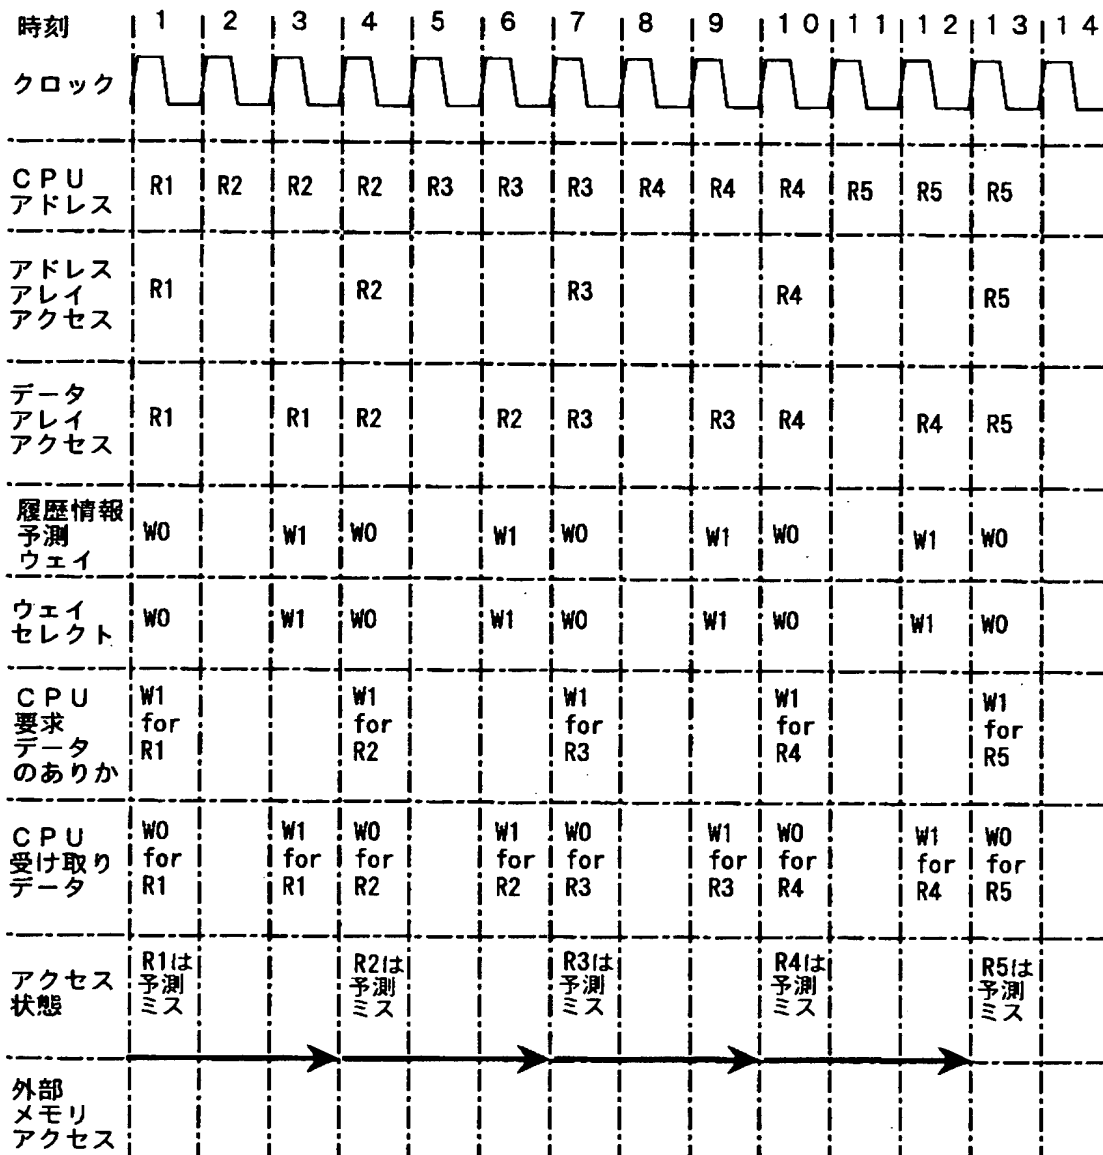 時刻 1 2 3 4 5 6 7 8 9 10 11 12 13 14
クロック
CPU
アドレス
R1 R2 R2 R2 R3 R3 R3 R4 R4 R4 R5 R5 R5
アドレス
アレイ
アクセス
R1 R2 R3 R4 R5
データ
アレイ
アクセス
R1 R1 R2 R2 R3 R3 R4 R4 R5
履歴情報
予測
ウェイ
W0 W1 W0 W1 W0 W1 W0 W1 W0
ウェイ
セレクト
W0 W1 W0 W1 W0 W1 W0 W1 W0
CPU
要求
データ
のありか
W1 W1 W1 W1 W1
for for for for for
R1 R2 R3 R4 R5
CPU
受け取り
データ
W0 W1 W0 W1 W0 W1 W0 W1 W0
for for for for for for for for for
R1 R1 R2 R2 R3 R3 R4 R4 R5
アクセス
状態
R1は R2は R3は R4は R5は
予測 予測 予測 予測 予測
ミス ミス ミス ミス ミス
外部
メモリ
アクセス